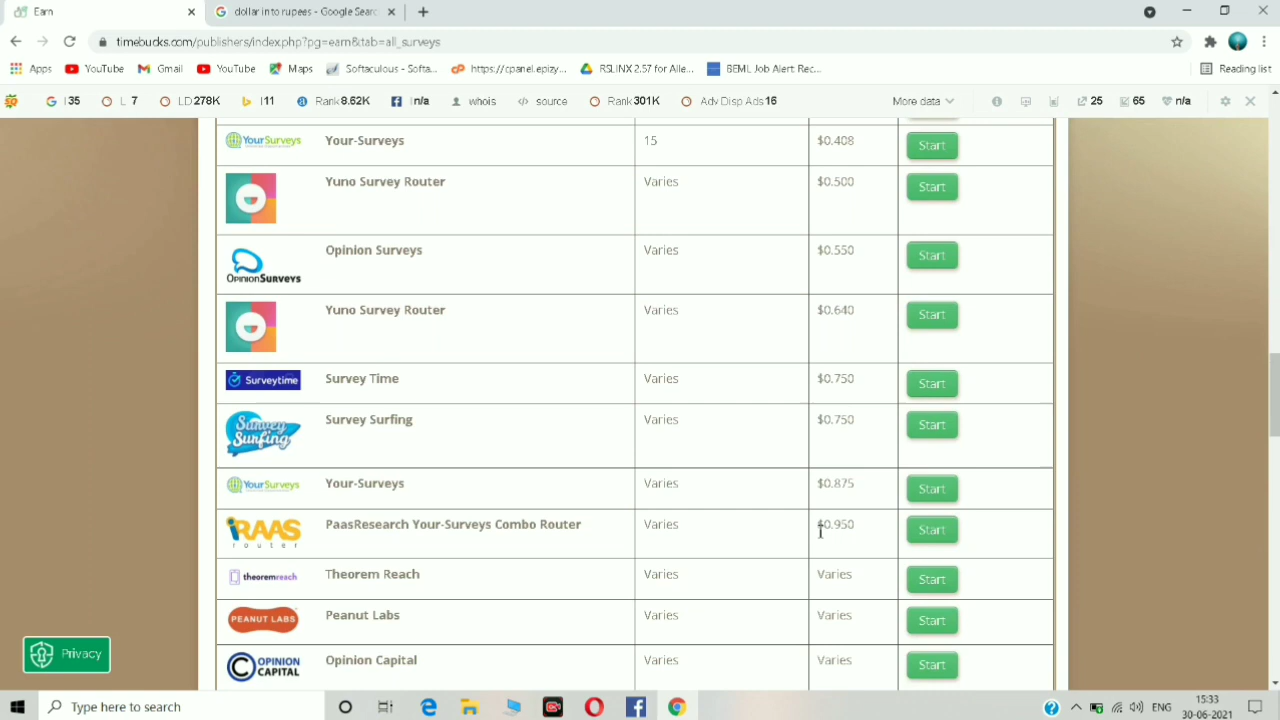 Earn
dollar into rupees - Google Searc
timebucks.com/publishers/index.php?pg=earn&tab=all_surveys
Apps YouTube Gmail YouTube Maps Softaculous - Softa... https://cpanel.epizy... RSLINX 2.57 for Alle... BEML Job Alert Rec... Reading list
I 35 L 7 LD 278K I 11 Rank 8.62K I n/a whois source Rank 301K Adv Disp Ads 16 More data 25 65 n/a
YourSurveys Your-Surveys 15 $0.408 Start
Yuno Survey Router Varies $0.500 Start
OpinionSurveys Opinion Surveys Varies $0.550 Start
Yuno Survey Router Varies $0.640 Start
Surveytime Survey Time Varies $0.750 Start
Survey Surfing Survey Surfing Varies $0.750 Start
YourSurveys Your-Surveys Varies $0.875 Start
iRAAS router PaasResearch Your-Surveys Combo Router Varies $0.950 Start
theoremreach Theorem Reach Varies Varies Start
PEANUT LABS Peanut Labs Varies Varies Start
OPINION CAPITAL Opinion Capital Varies Varies Start
Privacy
Type here to search
ENG
15:33
30-06-2021